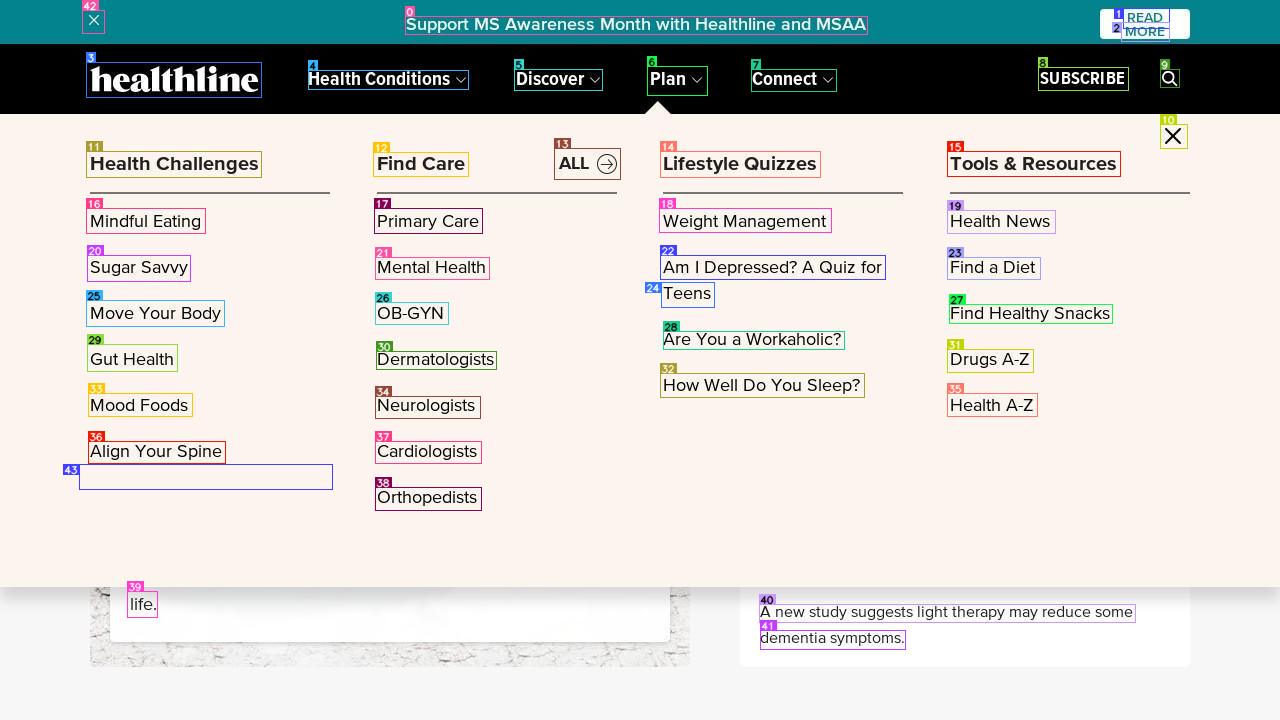 Support MS Awareness Month with Healthline and MSAA
READ
MORE
healthline
Health Conditions
Discover
Plan
Connect
SUBSCRIBE
Health Challenges
Mindful Eating
Sugar Savvy
Move Your Body
Gut Health
Mood Foods
Align Your Spine
Find Care
ALL
Primary Care
Mental Health
OB-GYN
Dermatologists
Neurologists
Cardiologists
Orthopedists
Lifestyle Quizzes
Weight Management
Am I Depressed? A Quiz for
Teens
Are You a Workaholic?
How Well Do You Sleep?
Tools & Resources
Health News
Find a Diet
Find Healthy Snacks
Drugs A-Z
Health A-Z
life.
A new study suggests light therapy may reduce some
dementia symptoms.
42
0
1
2
3
4
5
6
7
8
9
10
11
12
13
14
15
16
17
18
19
20
21
22
23
24
25
26
27
28
29
30
31
32
33
34
35
36
37
38
39
40
41
43